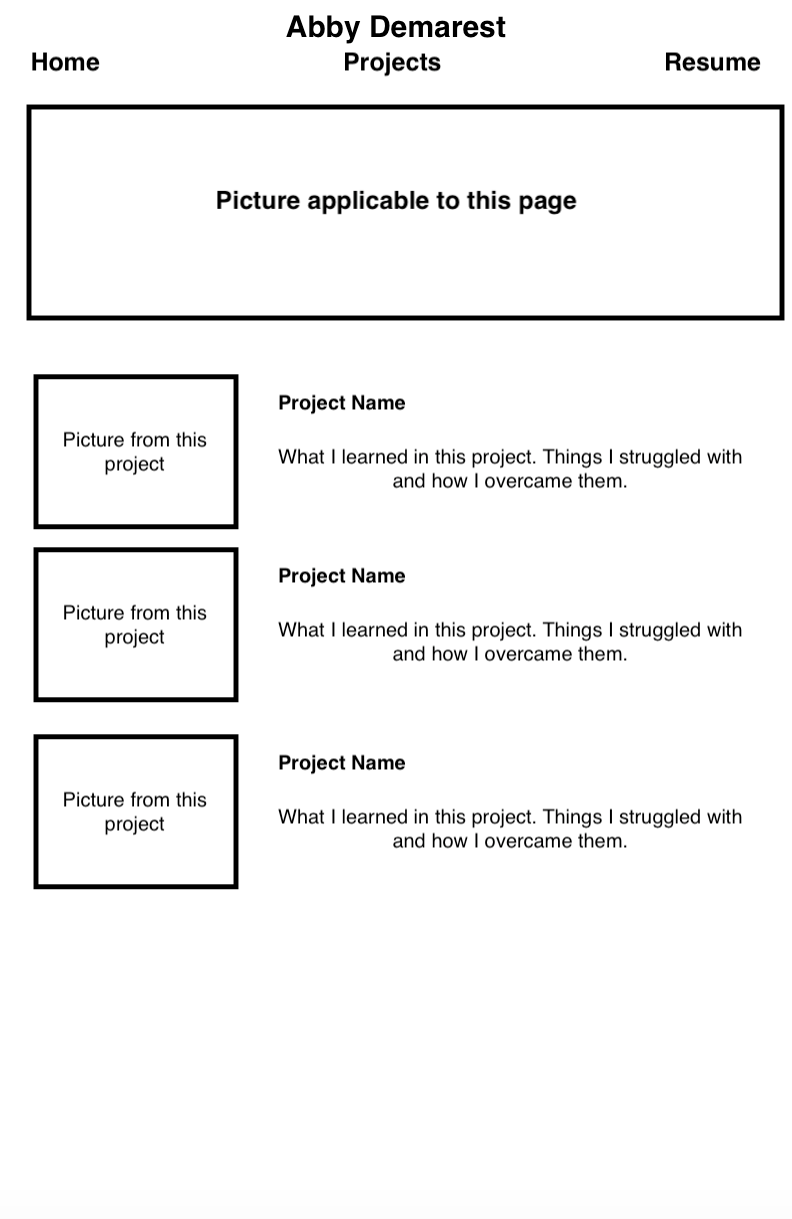 Abby Demarest
Home Projects Resume
Picture applicable to this page
Picture from this
project
Project Name
What I learned in this project. Things I struggled with
and how I overcame them.
Picture from this
project
Project Name
What I learned in this project. Things I struggled with
and how I overcame them.
Picture from this
project
Project Name
What I learned in this project. Things I struggled with
and how I overcame them.